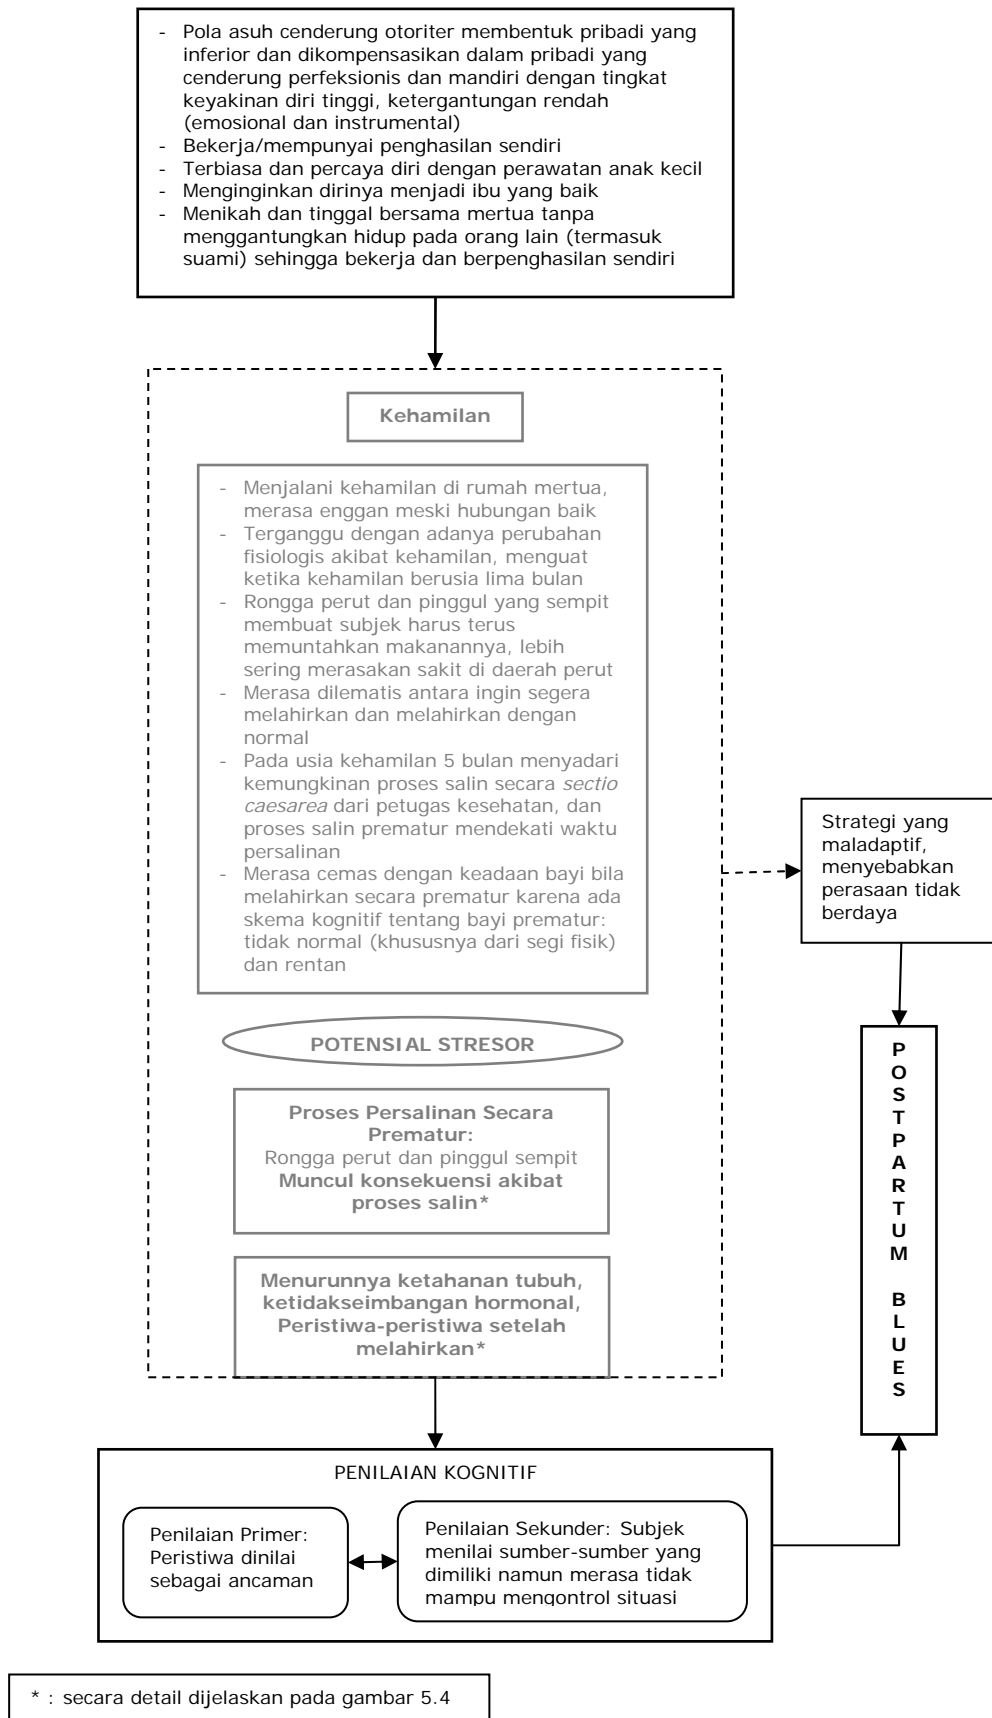 - Pola asuh cenderung otoriter membentuk pribadi yang
inferior dan dikompensasikan dalam pribadi yang
cenderung perfeksionis dan mandiri dengan tingkat
keyakinan diri tinggi, ketergantungan rendah
(emosional dan instrumental)
- Bekerja/mempunyai penghasilan sendiri
- Terbiasa dan percaya diri dengan perawatan anak kecil
- Menginginkan dirinya menjadi ibu yang baik
- Menikah dan tinggal bersama mertua tanpa
menggantungkan hidup pada orang lain (termasuk
suami) sehingga bekerja dan berpenghasilan sendiri
Kehamilan
- Menjalani kehamilan di rumah mertua,
merasa enggan meski hubungan baik
- Terganggu dengan adanya perubahan
fisiologis akibat kehamilan, menguat
ketika kehamilan berusia lima bulan
- Rongga perut dan pinggul yang sempit
membuat subjek harus terus
memuntahkan makanannya, lebih
sering merasakan sakit di daerah perut
- Merasa dilematis antara ingin segera
melahirkan dan melahirkan dengan
normal
- Pada usia kehamilan 5 bulan menyadari
kemungkinan proses salin secara sectio
caesarea dari petugas kesehatan, dan
proses salin prematur mendekati waktu
persalinan
- Merasa cemas dengan keadaan bayi bila
melahirkan secara prematur karena ada
skema kognitif tentang bayi prematur:
tidak normal (khususnya dari segi fisik)
dan rentan
POTENSIAL STRESOR
Proses Persalinan Secara
Prematur:
Rongga perut dan pinggul sempit
Muncul konsekuensi akibat
proses salin*
Menurunnya ketahanan tubuh,
ketidakseimbangan hormonal,
Peristiwa-peristiwa setelah
melahirkan*
Strategi yang
maladaptif,
menyebabkan
perasaan tidak
berdaya
P
O
S
T
P
A
R
T
U
M
B
L
U
E
S
PENILAIAN KOGNITIF
Penilaian Primer:
Peristiwa dinilai
sebagai ancaman
Penilaian Sekunder: Subjek
menilai sumber-sumber yang
dimiliki namun merasa tidak
mampu mengontrol situasi
* : secara detail dijelaskan pada gambar 5.4